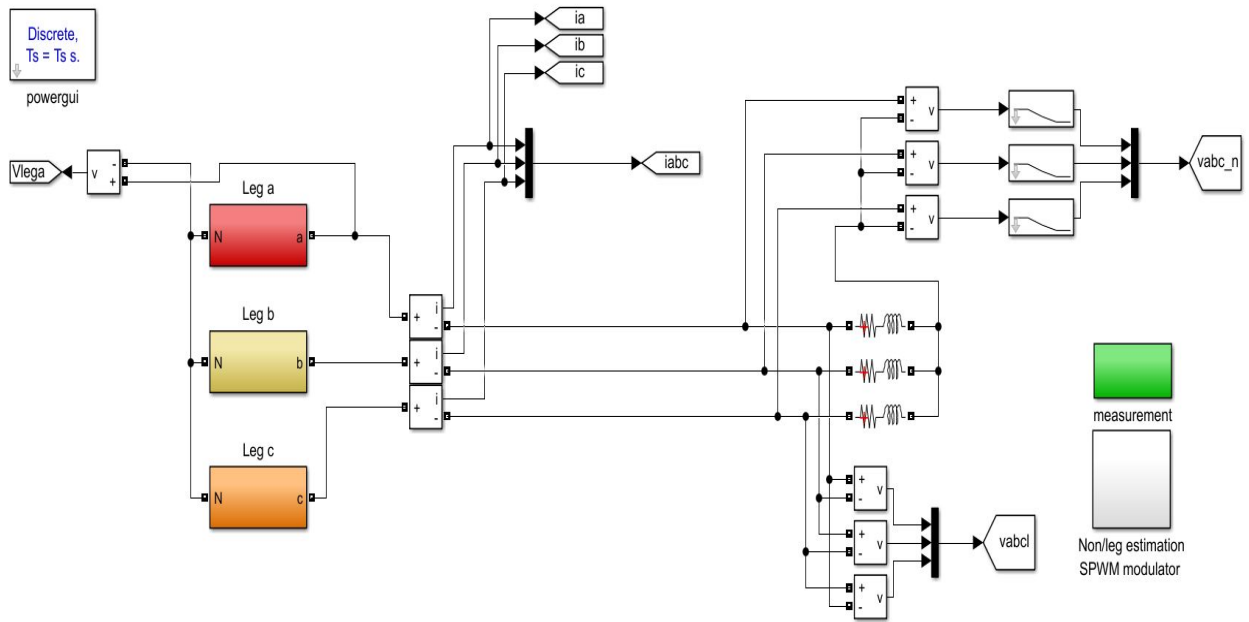 Discrete,
Ts = Ts s.
powergui
ia
ib
ic
iabc
Vlega
v
-
+
Leg a
N
a
Leg b
N
b
Leg c
N
c
i
+
-
i
+
-
i
+
-
+
-
v
+
-
v
+
-
v
vabc_n
+
-
v
+
-
v
+
-
v
vabcl
measurement
Non/leg estimation
SPWM modulator